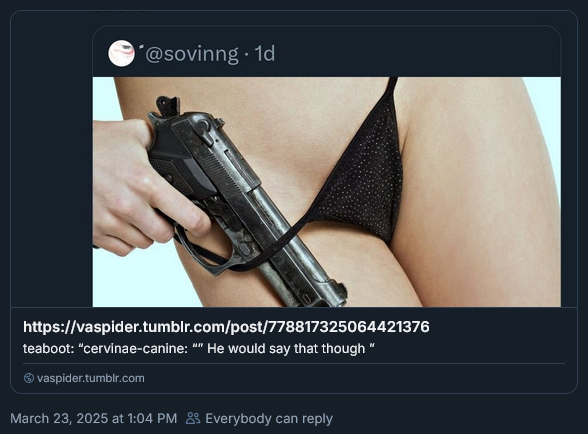 @sovinng · 1d
https://vaspider.tumblr.com/post/778817325064421376
teaboot: “cervinae-canine: “” He would say that though ”
vaspider.tumblr.com
March 23, 2025 at 1:04 PM Everybody can reply